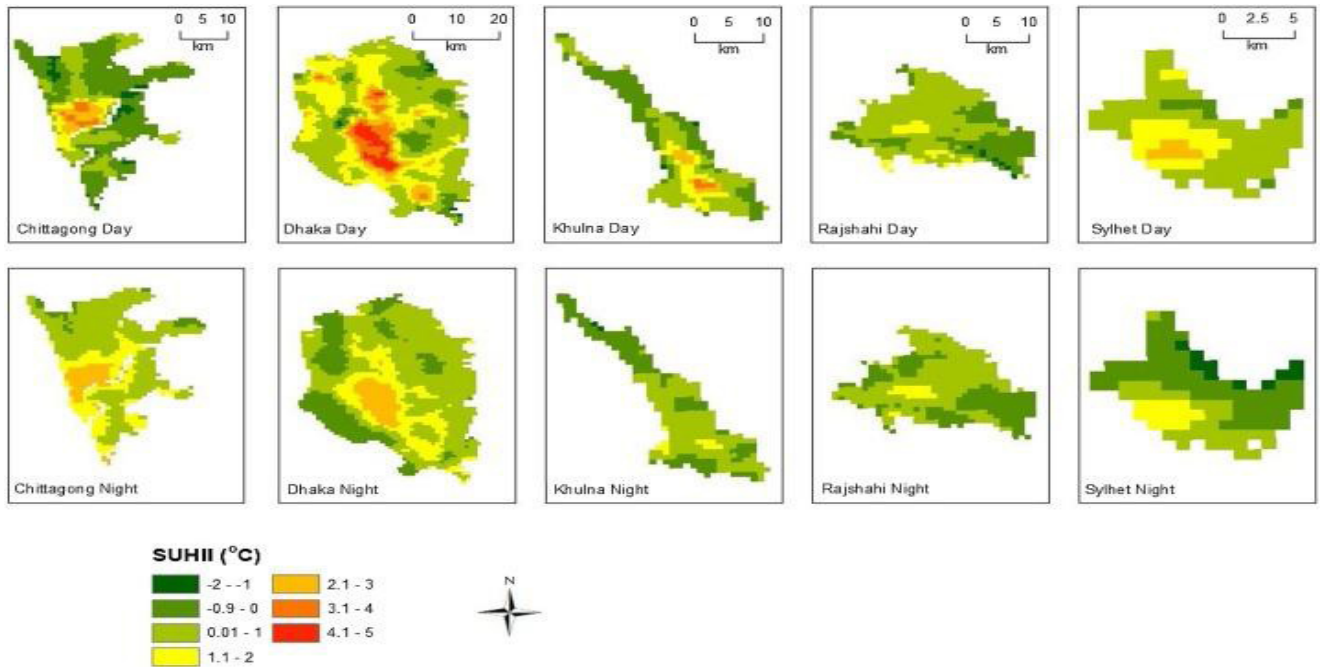 0 5 10
km
Chittagong Day
0 10 20
km
Dhaka Day
0 5 10
km
Khulna Day
0 5 10
km
Rajshahi Day
0 2.5 5
km
Sylhet Day
Chittagong Night
Dhaka Night
Khulna Night
Rajshahi Night
Sylhet Night
SUHII (°C)
-2 - -1
-0.9 - 0
0.01 - 1
1.1 - 2
2.1 - 3
3.1 - 4
4.1 - 5
N